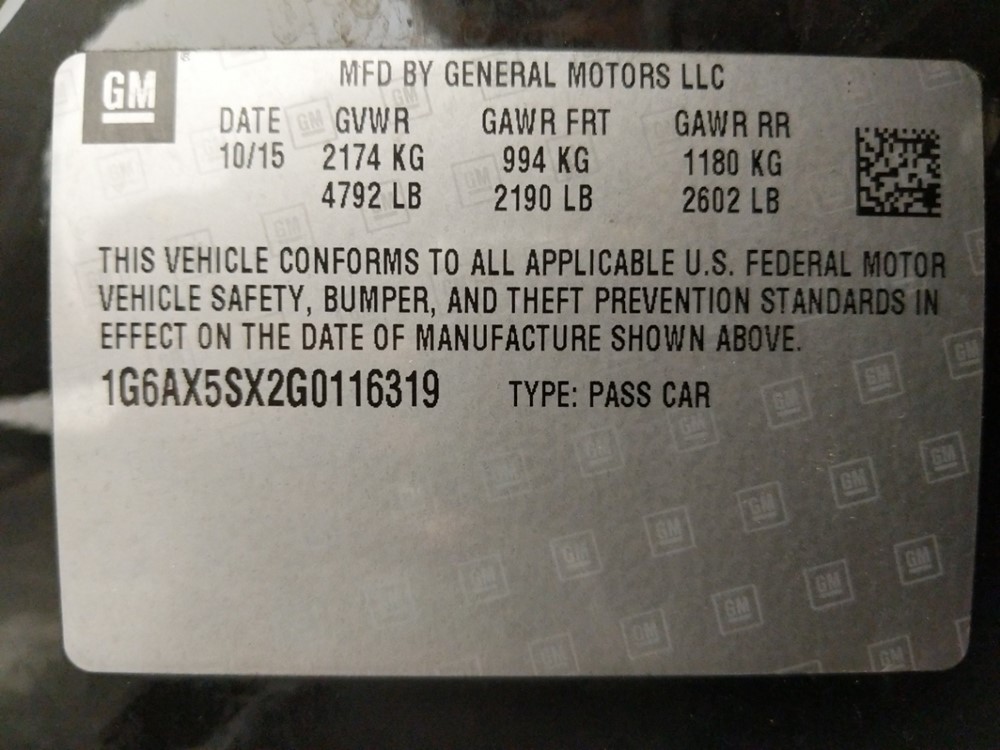 GM
MFD BY GENERAL MOTORS LLC
DATE GVWR GAWR FRT GAWR RR
10/15 2174 KG 994 KG 1180 KG
4792 LB 2190 LB 2602 LB
THIS VEHICLE CONFORMS TO ALL APPLICABLE U.S. FEDERAL MOTOR
VEHICLE SAFETY, BUMPER, AND THEFT PREVENTION STANDARDS IN
EFFECT ON THE DATE OF MANUFACTURE SHOWN ABOVE.
1G6AX5SX2G0116319 TYPE: PASS CAR